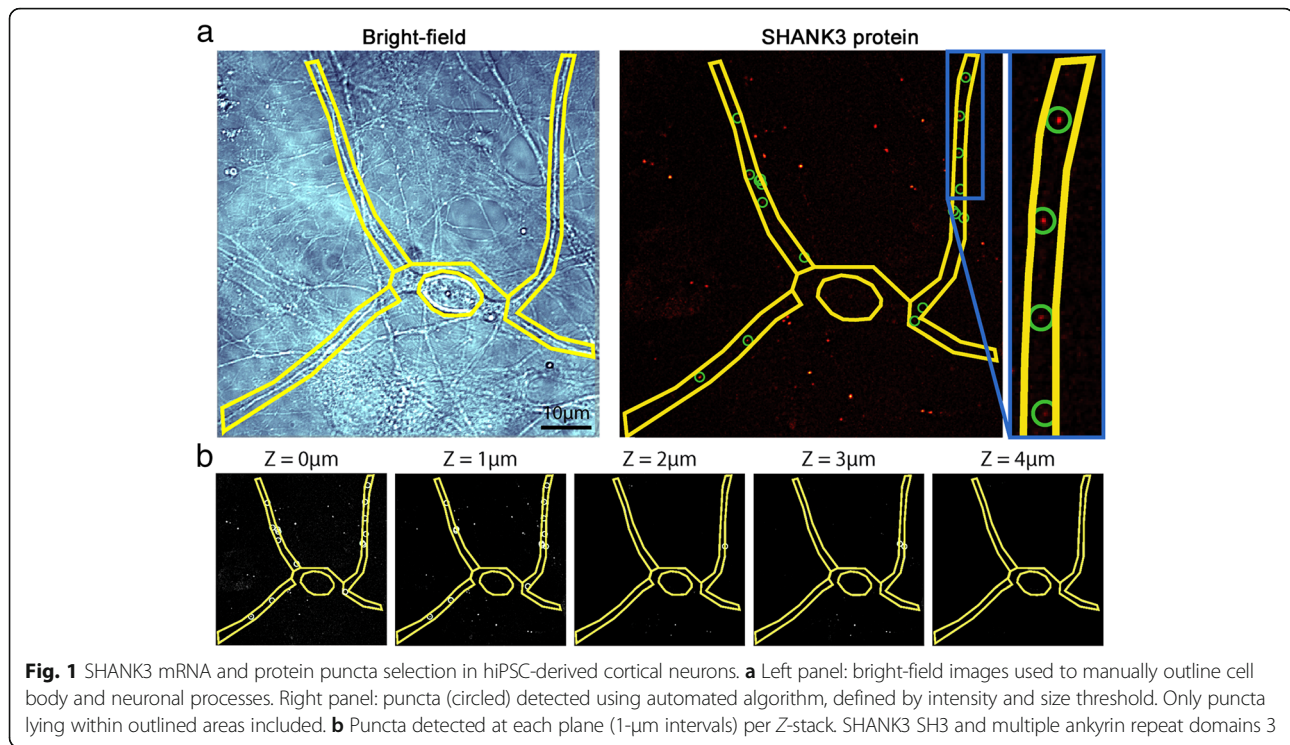 a
Bright-field
SHANK3 protein
10µm
b
Z = 0µm
Z = 1µm
Z = 2µm
Z = 3µm
Z = 4µm
Fig. 1 SHANK3 mRNA and protein puncta selection in hiPSC-derived cortical neurons. a Left panel: bright-field images used to manually outline cell
body and neuronal processes. Right panel: puncta (circled) detected using automated algorithm, defined by intensity and size threshold. Only puncta
lying within outlined areas included. b Puncta detected at each plane (1-μm intervals) per Z-stack. SHANK3 SH3 and multiple ankyrin repeat domains 3